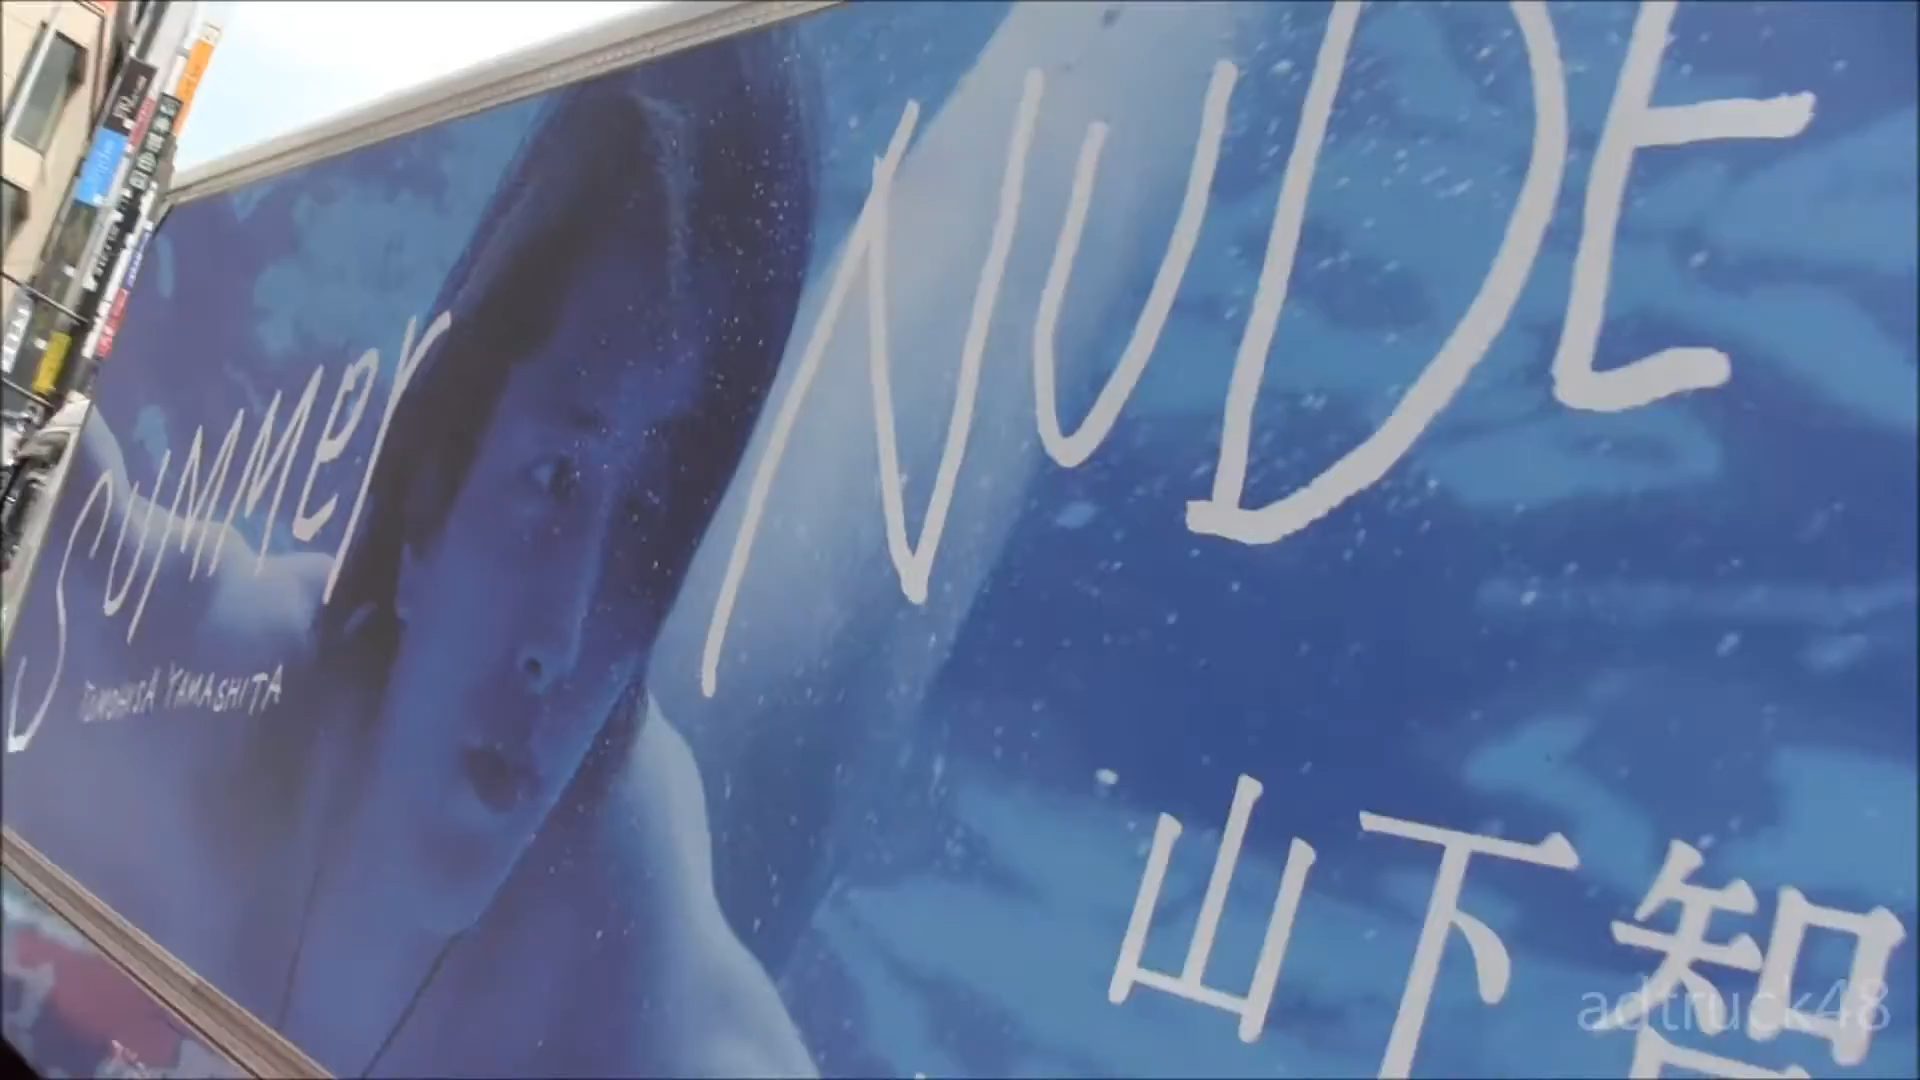 SUMMer
NUDE
TOMOHISA YAMASHITA
山下智
adtruck48